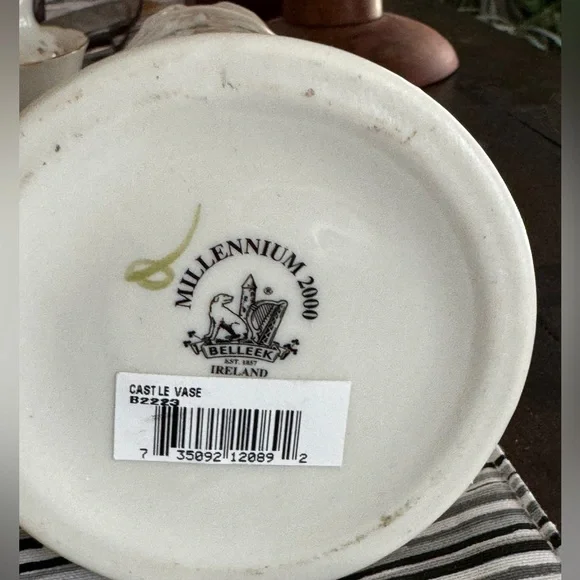 MILLENNIUM 2000
®
BELLEEK
EST. 1857
IRELAND
CASTLE VASE
B2223
7 35092 12089 2